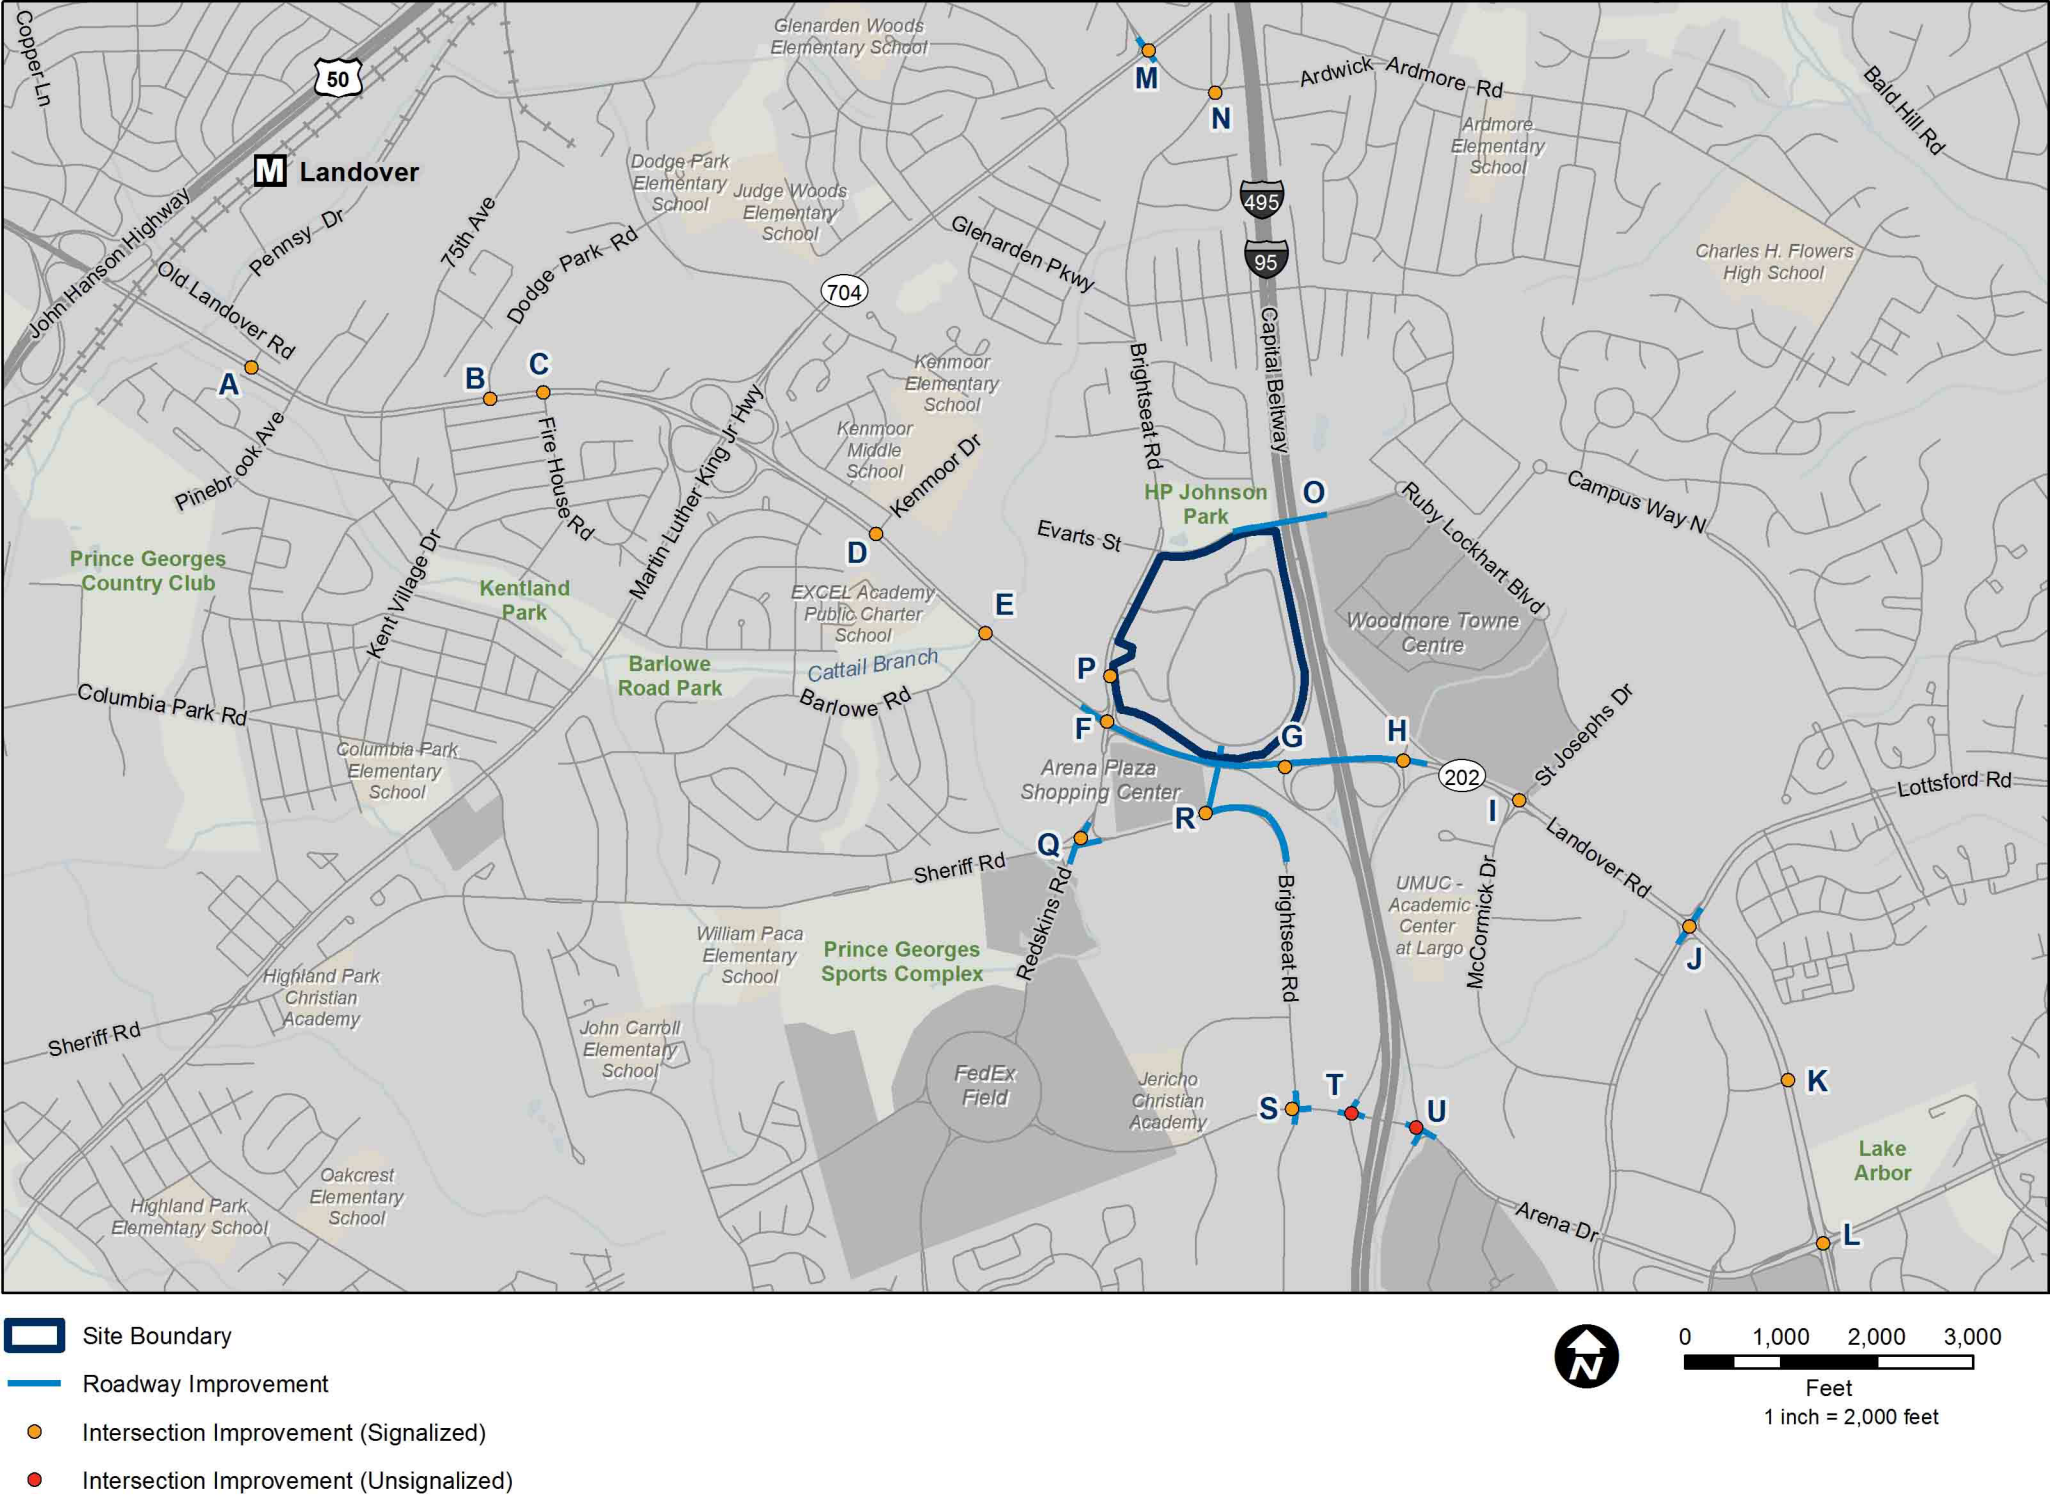 Copper Ln
50
M Landover
John Hanson Highway
Old Landover Rd
Pennsy Dr
75th Ave
Dodge Park Rd
Glenarden Woods
Elementary School
Dodge Park
Elementary
School
Judge Woods
Elementary
School
704
Glenarden Pkwy
M
N
Ardwick Ardmore Rd
Ardmore
Elementary
School
Bald Hill Rd
495
95
Capital Beltway
Charles H. Flowers
High School
A
B
C
Pinebrook Ave
Fire House Rd
Martin Luther King Jr Hwy
Kenmoor
Elementary
School
Kenmoor
Middle
School
Kenmoor Dr
Brightseat Rd
HP Johnson
Park
O
Evarts St
Ruby Lockhart Blvd
Campus Way N
Prince Georges
Country Club
Kent Village Dr
Kentland
Park
D
EXCEL Academy
Public Charter
School
E
Woodmore Towne
Centre
Barlowe
Road Park
Cattail Branch
Barlowe Rd
P
Columbia Park Rd
Columbia Park
Elementary
School
F
G
H
Arena Plaza
Shopping Center
202
St Josephs Dr
Lottsford Rd
I
R
Q
Sheriff Rd
Landover Rd
Redskins Rd
Brightseat Rd
UMUC -
Academic
Center
at Largo
McCormick Dr
William Paca
Elementary
School
Prince Georges
Sports Complex
J
Highland Park
Christian
Academy
Sheriff Rd
John Carroll
Elementary
School
FedEx
Field
Jericho
Christian
Academy
S
T
U
K
Lake
Arbor
Oakcrest
Elementary
School
Highland Park
Elementary School
Arena Dr
L
Site Boundary
Roadway Improvement
Intersection Improvement (Signalized)
Intersection Improvement (Unsignalized)
N
0 1,000 2,000 3,000
Feet
1 inch = 2,000 feet